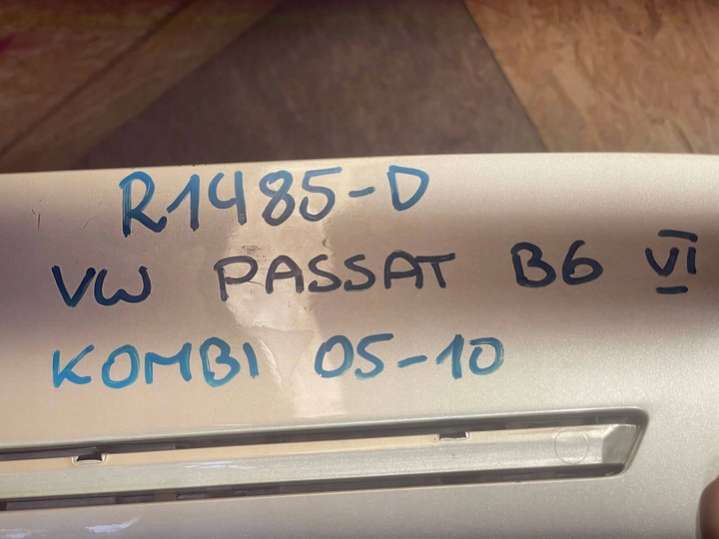 R1485-D
VW PASSAT B6 VI
KOMBI 05-10